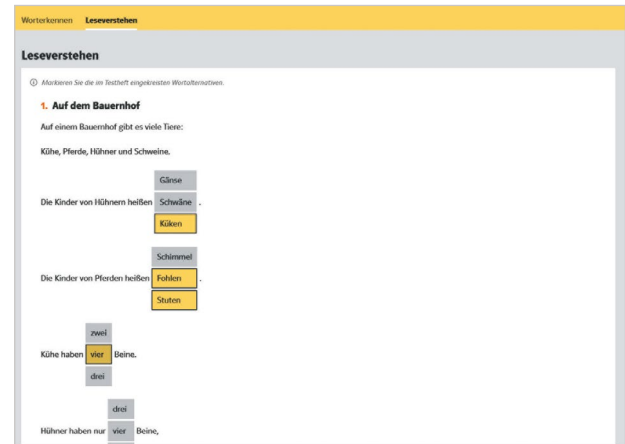 Worterkennen Leseverstehen
Leseverstehen
Markieren Sie die im Testheft eingekreisten Wortalternativen.
1. Auf dem Bauernhof
Auf einem Bauernhof gibt es viele Tiere:
Kühe, Pferde, Hühner und Schweine.
Gänse
Die Kinder von Hühnern heißen Schwäne .
Küken
Schimmel
Die Kinder von Pferden heißen Fohlen .
Stuten
zwei
Kühe haben vier Beine.
drei
drei
Hühner haben nur vier Beine,